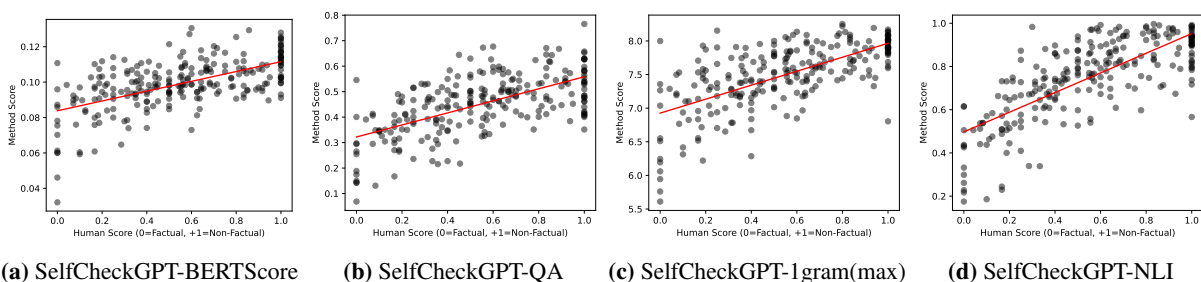 0.12
0.10
0.08
0.06
0.04
Method Score
0.0 0.2 0.4 0.6 0.8 1.0
Human Score (0=Factual, +1=Non-Factual)
(a) SelfCheckGPT-BERTScore
0.8
0.7
0.6
0.5
0.4
0.3
0.2
0.1
Method Score
0.0 0.2 0.4 0.6 0.8 1.0
Human Score (0=Factual, +1=Non-Factual)
(b) SelfCheckGPT-QA
8.0
7.5
7.0
6.5
6.0
5.5
Method Score
0.0 0.2 0.4 0.6 0.8 1.0
Human Score (0=Factual, +1=Non-Factual)
(c) SelfCheckGPT-1gram(max)
1.0
0.8
0.6
0.4
0.2
Method Score
0.0 0.2 0.4 0.6 0.8 1.0
Human Score (0=Factual, +1=Non-Factual)
(d) SelfCheckGPT-NLI